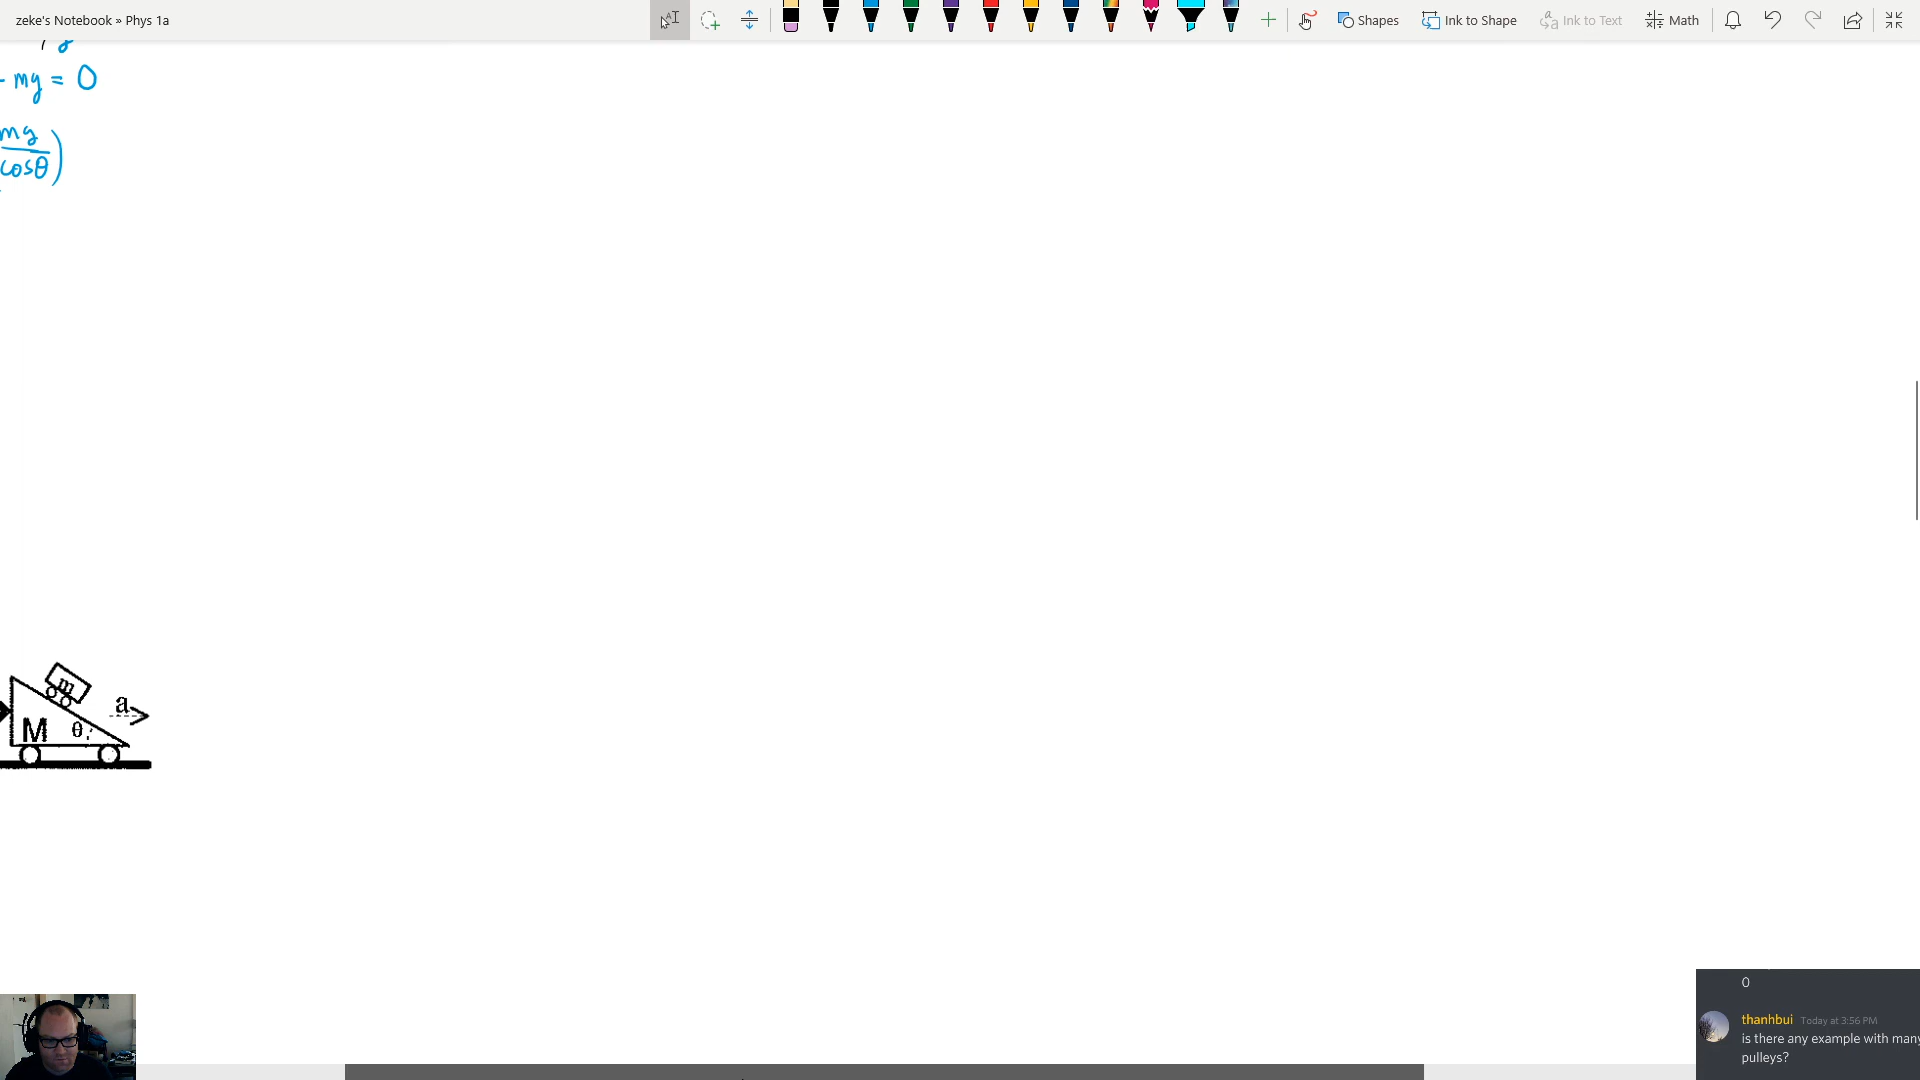 zeke's Notebook » Phys 1a
Shapes
Ink to Shape
Ink to Text
Math
- mg = 0
mg
cosθ )
m
a
M
θ
0
thanhbui Today at 3:56 PM
is there any example with many
pulleys?